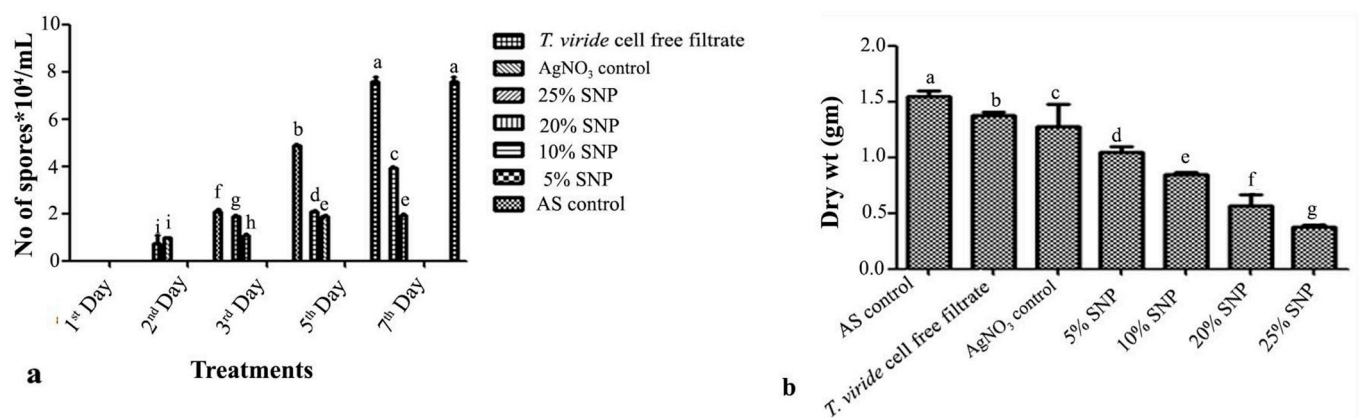 No of spores*10⁴/mL
10
8
6
4
2
0
j i
f g h
b d e
a c e
a
1st Day
2nd Day
3rd Day
5th Day
7th Day
Treatments
a
T. viride cell free filtrate
AgNO₃ control
25% SNP
20% SNP
10% SNP
5% SNP
AS control
Dry wt (gm)
2.0
1.5
1.0
0.5
0.0
a
b
c
d
e
f
g
AS control
T. viride cell free filtrate
AgNO₃ control
5% SNP
10% SNP
20% SNP
25% SNP
b